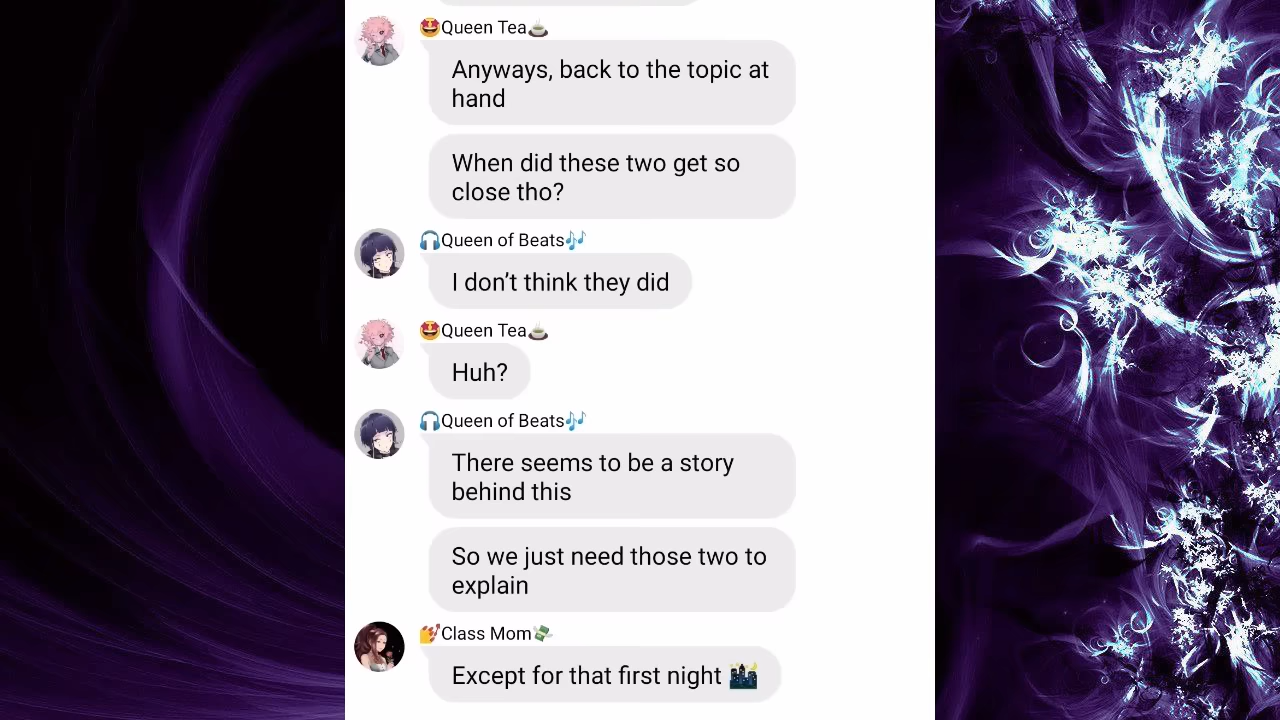 🤩Queen Tea☕
Anyways, back to the topic at
hand
When did these two get so
close tho?
🎧Queen of Beats🎶
I don’t think they did
🤩Queen Tea☕
Huh?
🎧Queen of Beats🎶
There seems to be a story
behind this
So we just need those two to
explain
💅Class Mom💸
Except for that first night 🌃